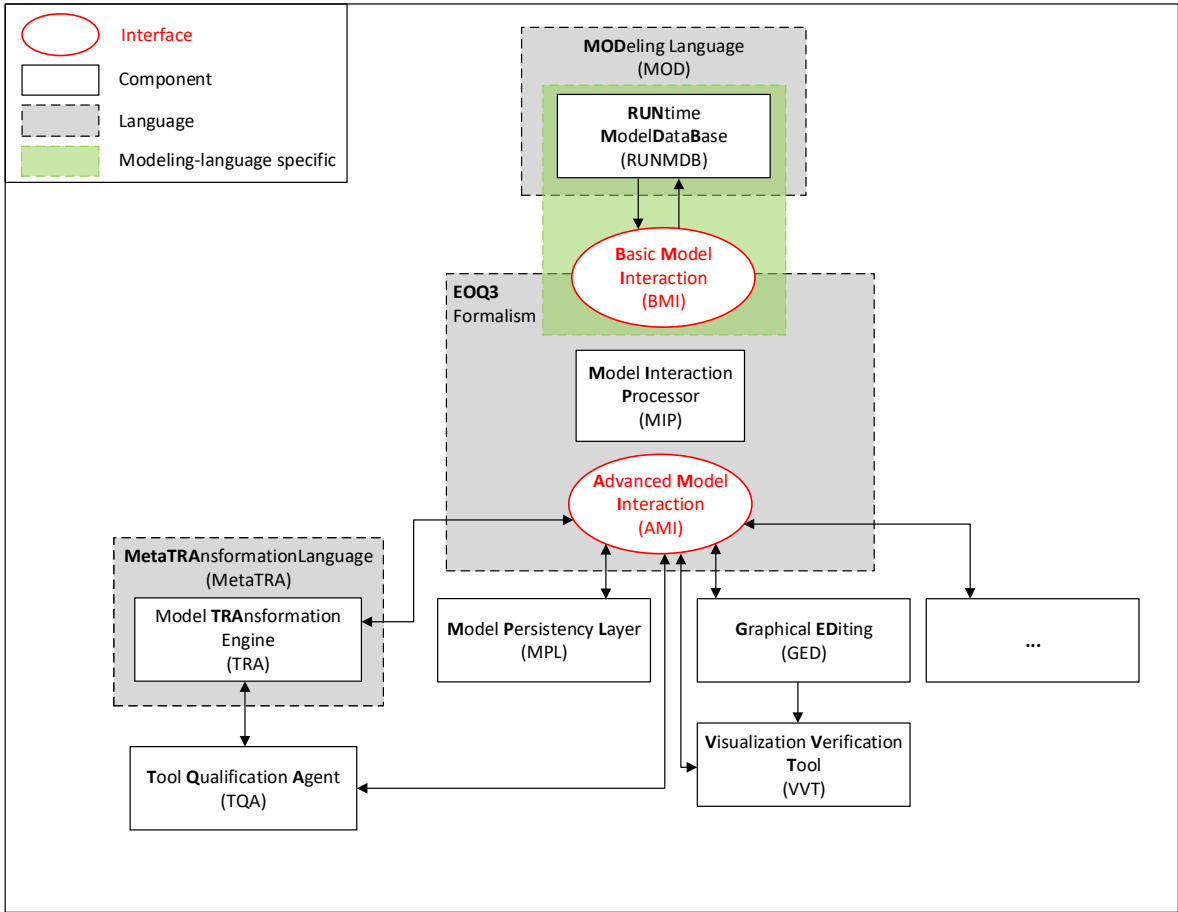 Interface
Component
Language
Modeling-language specific
MODeling Language
(MOD)
RUNtime
ModelDataBase
(RUNMDB)
Basic Model
Interaction
(BMI)
EOQ3
Formalism
Model Interaction
Processor
(MIP)
Advanced Model
Interaction
(AMI)
MetaTRAnsformationLanguage
(MetaTRA)
Model TRAnsformation
Engine
(TRA)
Model Persistency Layer
(MPL)
Graphical EDiting
(GED)
...
Tool Qualification Agent
(TQA)
Visualization Verification
Tool
(VVT)